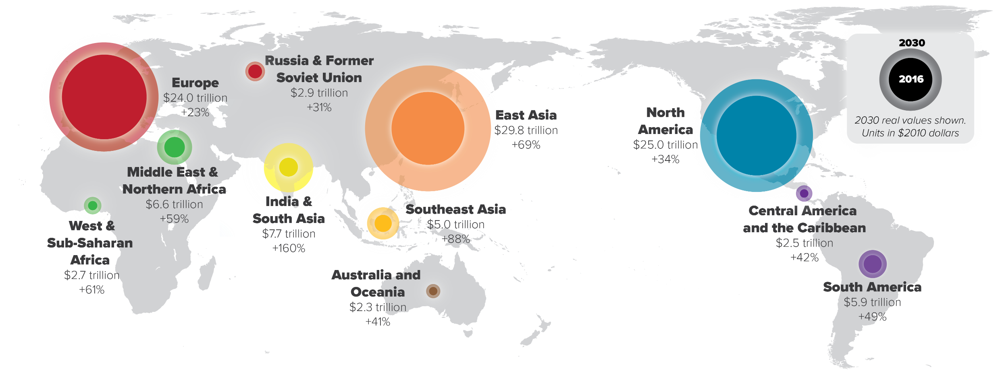 Europe
$24.0 trillion
+23%
Russia & Former
Soviet Union
$2.9 trillion
+31%
East Asia
$29.8 trillion
+69%
North
America
$25.0 trillion
+34%
2030
2016
2030 real values shown.
Units in $2010 dollars
Middle East &
Northern Africa
$6.6 trillion
+59%
West &
Sub-Saharan
Africa
$2.7 trillion
+61%
India &
South Asia
$7.7 trillion
+160%
Southeast Asia
$5.0 trillion
+88%
Australia and
Oceania
$2.3 trillion
+41%
Central America
and the Caribbean
$2.5 trillion
+42%
South America
$5.9 trillion
+49%